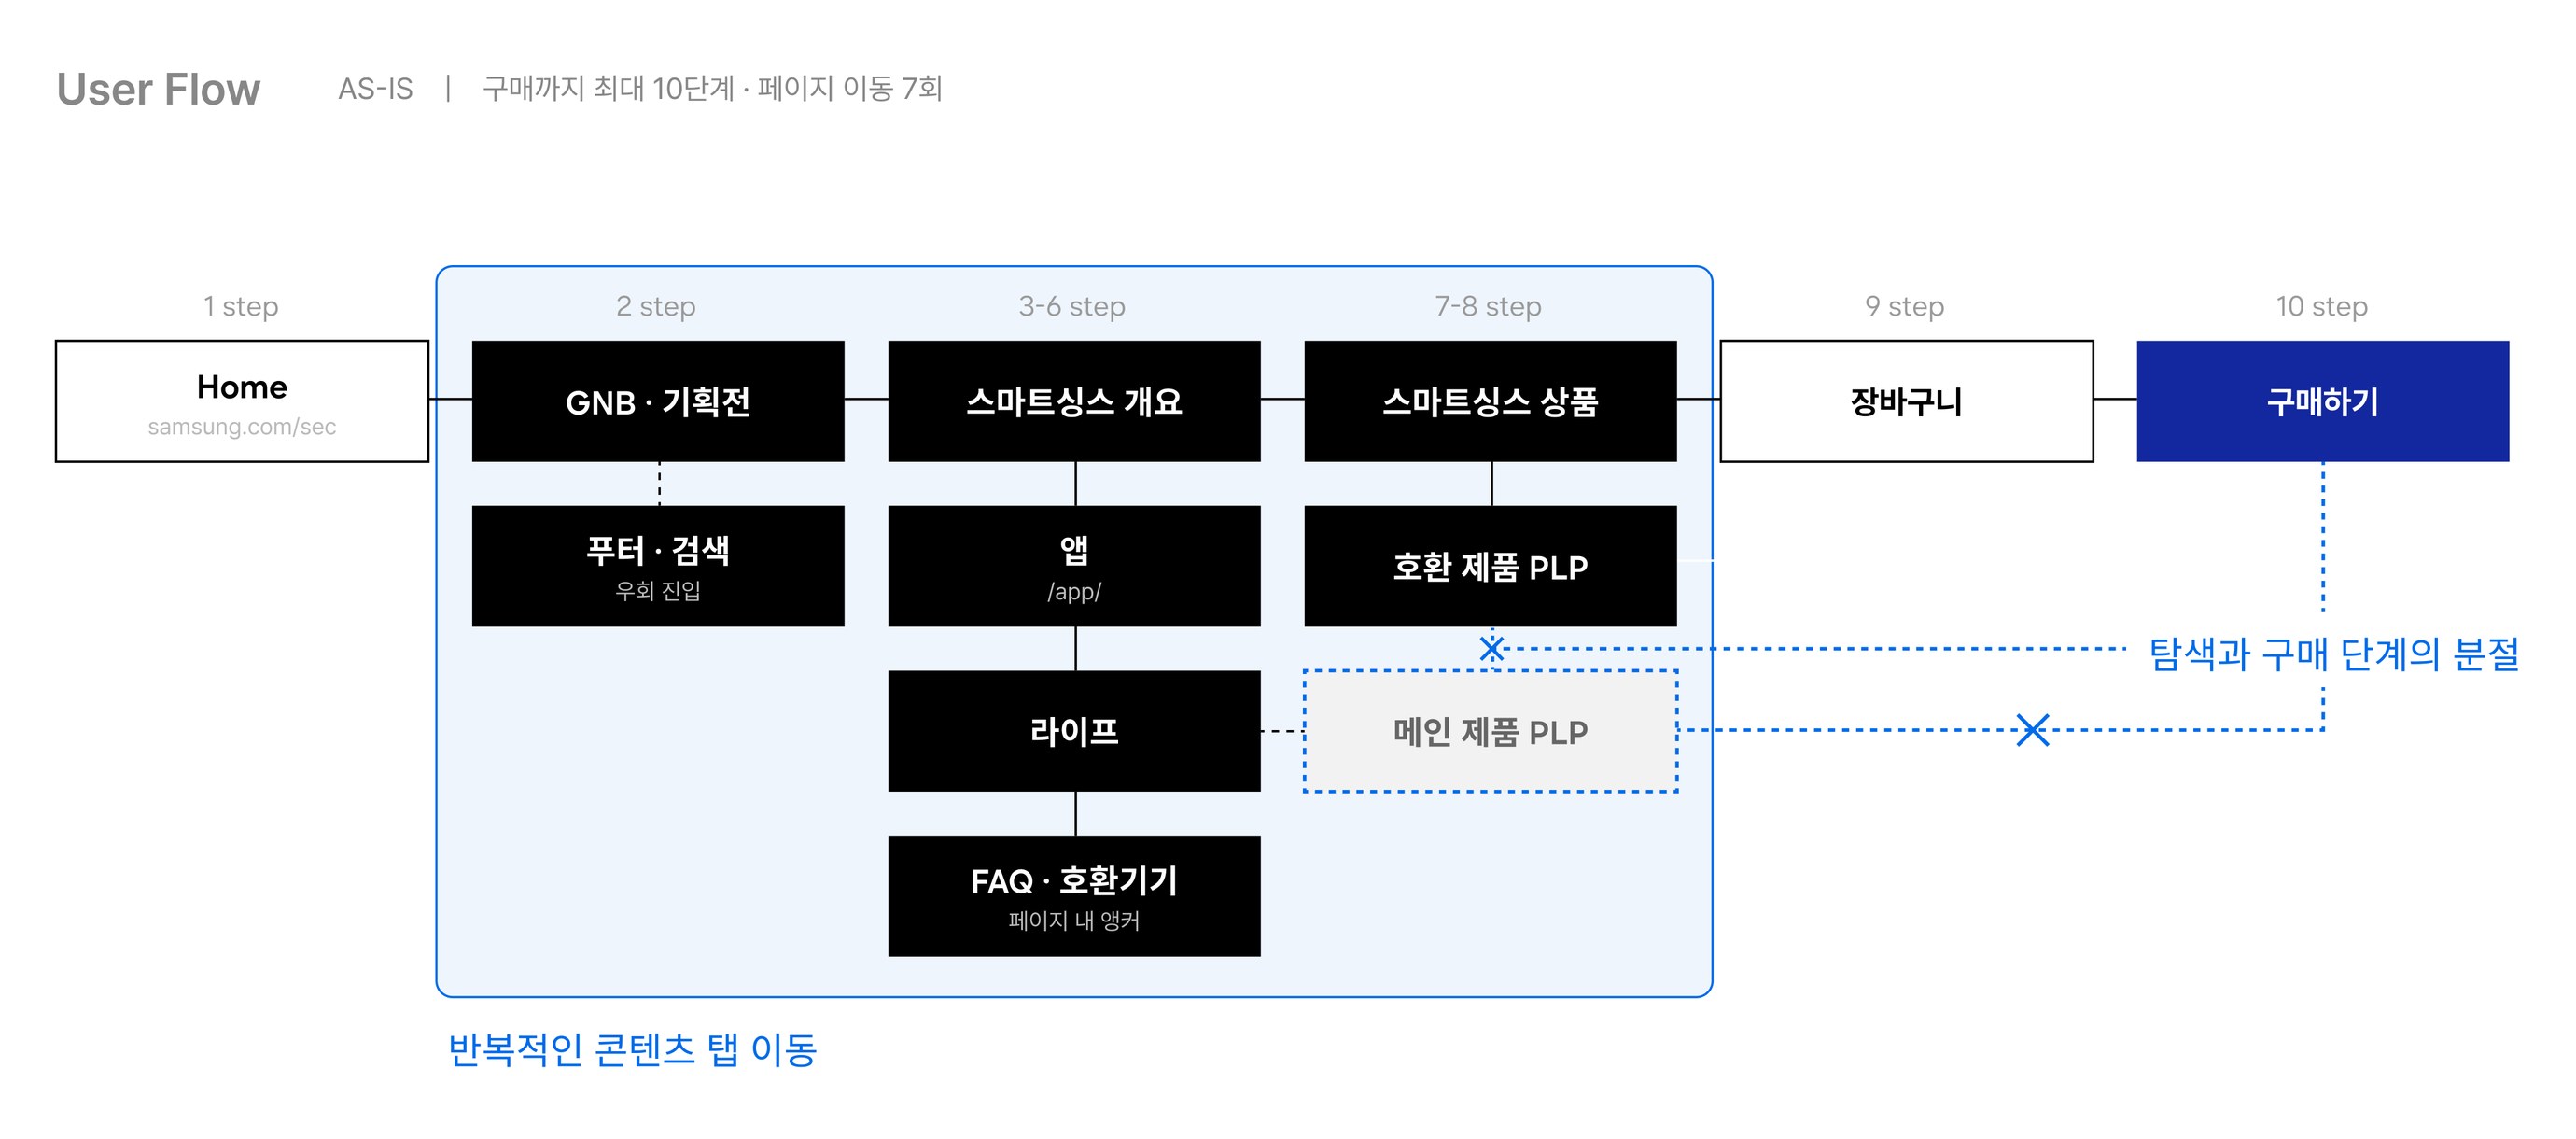 User Flow
AS-IS | 구매까지 최대 10단계 · 페이지 이동 7회
1 step
2 step
3-6 step
7-8 step
9 step
10 step
Home
samsung.com/sec
GNB · 기획전
스마트싱스 개요
스마트싱스 상품
장바구니
구매하기
푸터 · 검색
우회 진입
앱
/app/
호환 제품 PLP
탐색과 구매 단계의 분절
라이프
메인 제품 PLP
FAQ · 호환기기
페이지 내 앵커
반복적인 콘텐츠 탭 이동